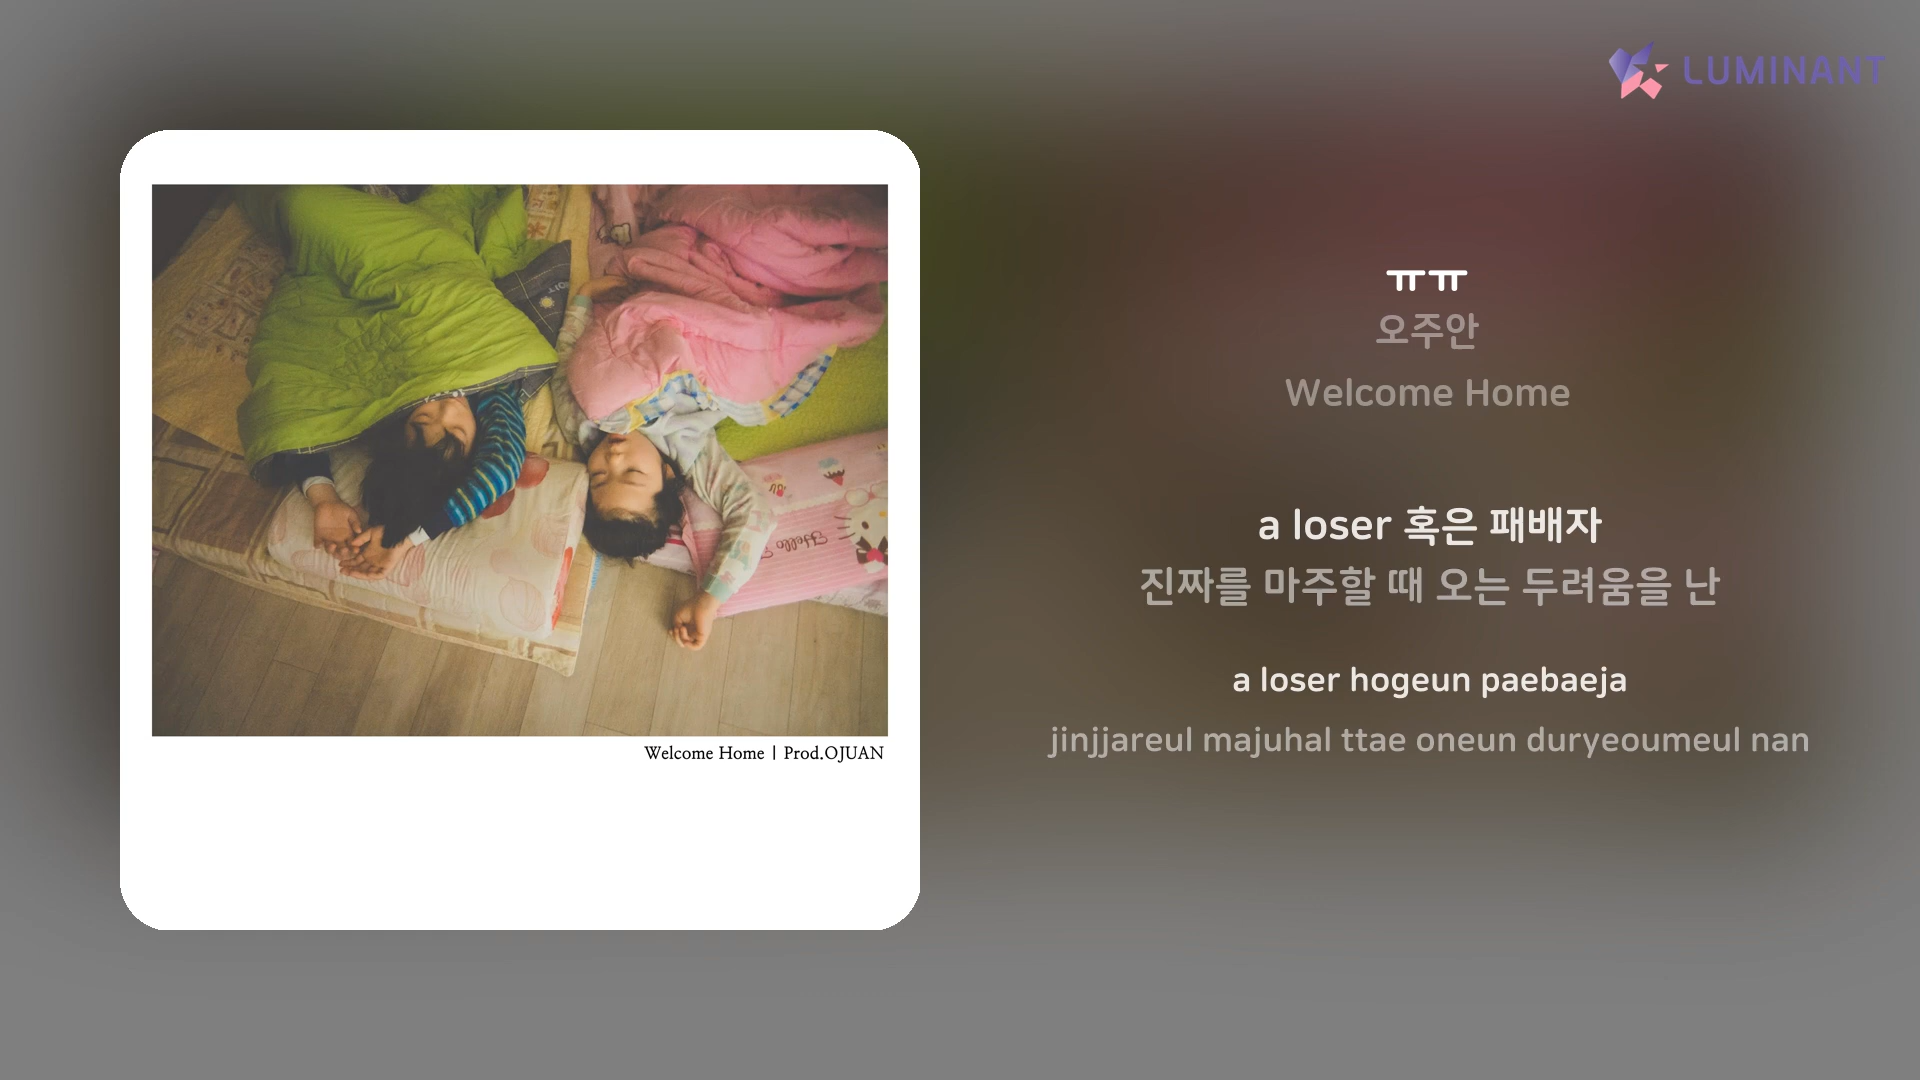 LUMINANT
ㅠㅠ
오주안
Welcome Home
a loser 혹은 패배자
진짜를 마주할 때 오는 두려움을 난
a loser hogeun paebaeja
jinjjareul majuhal ttae oneun duryeoumeul nan
Hello
Welcome Home | Prod.OJUAN